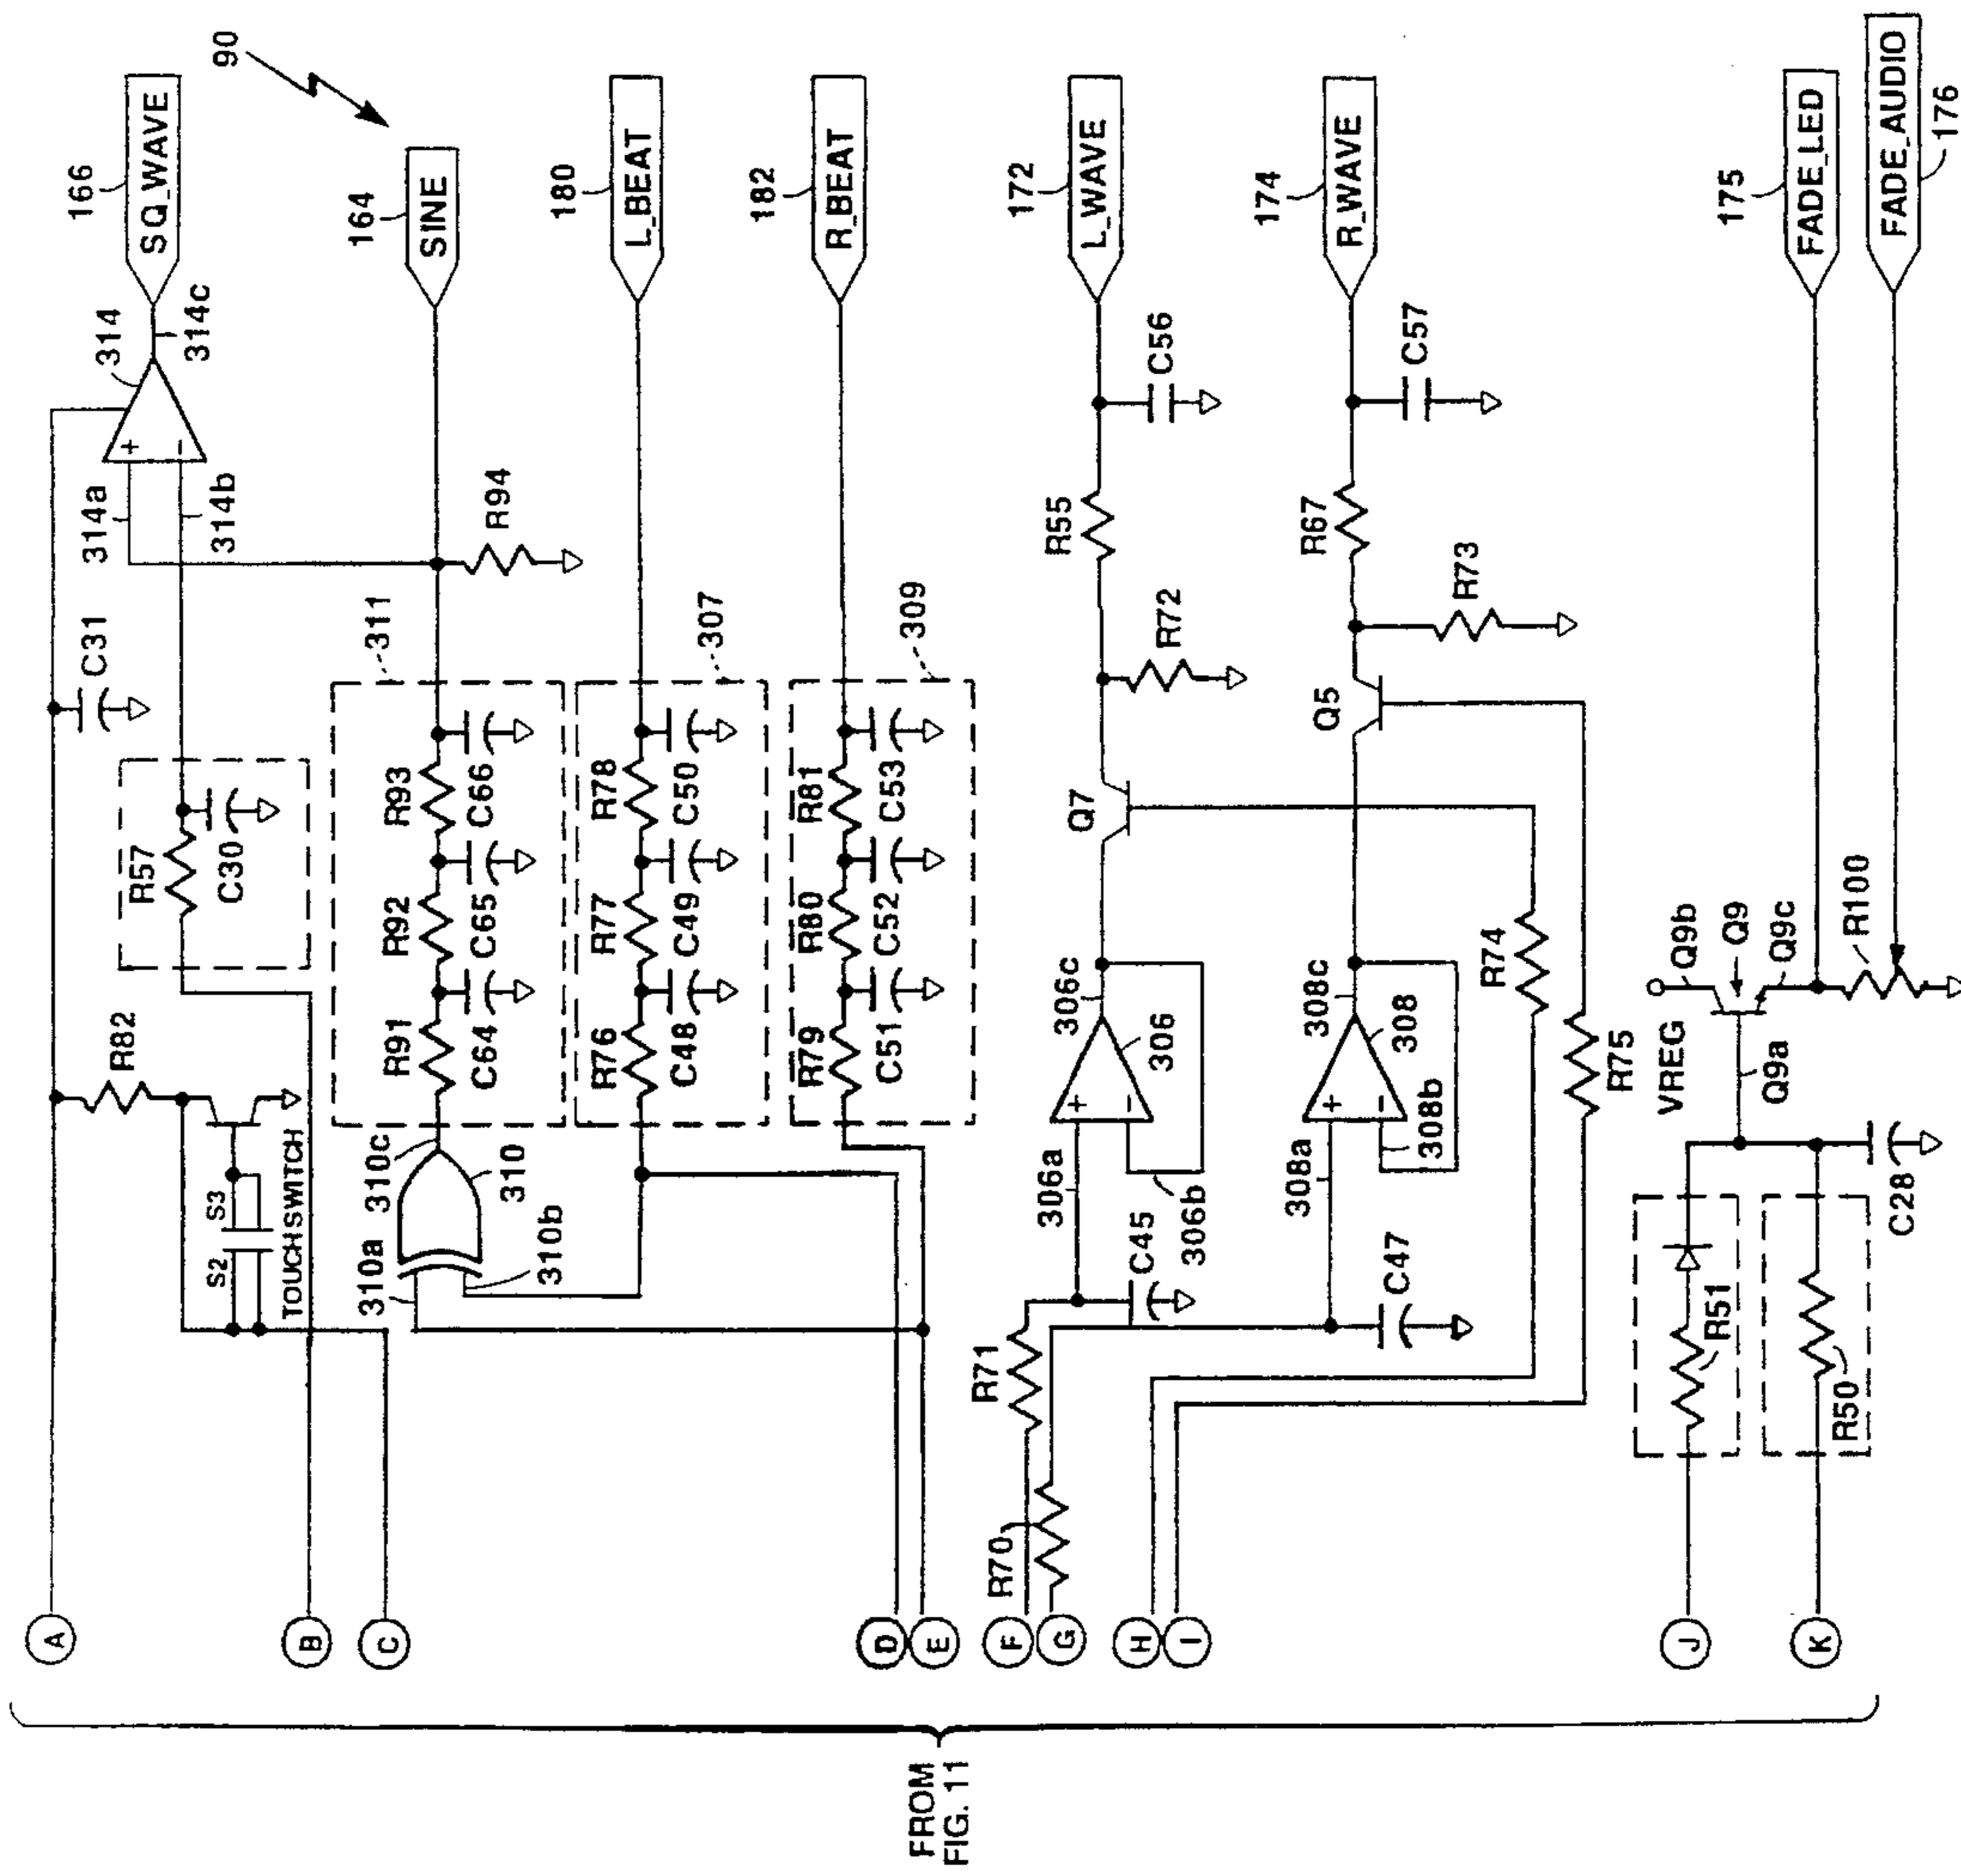 90
166
SQ_WAVE
314
314c
314a
314b
C31
R57
C30
R82
S3
S2
TOUCH SWITCH
A
B
C
164
SINE
R94
311
R93
C66
R92
C65
R91
C64
310c
310
310a
310b
180
L_BEAT
307
R78
C50
R77
C49
R76
C48
182
R_BEAT
309
R81
C53
R80
C52
R79
C51
D
E
172
L_WAVE
C56
R55
R72
Q7
306c
306
306a
306b
C45
R71
R70
F
G
174
R_WAVE
C57
R67
R73
Q5
308c
308
308a
308b
C47
R74
R75
H
I
175
FADE_LED
FADE_AUDIO
176
Q9b
Q9
Q9c
R100
VREG
Q9a
C28
R51
R50
J
K
FROM
FIG. 11